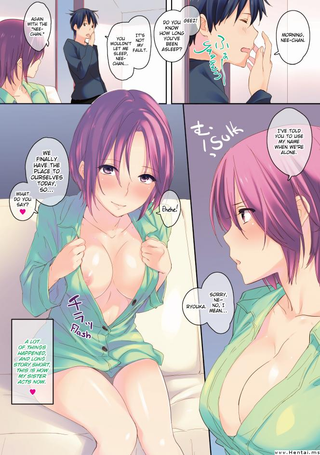 MORNING,
NEE-CHAN.
GEEZ!
DO YOU
KNOW HOW
LONG YOU'VE
BEEN
ASLEEP?
IT'S
NOT MY
FAULT.
YOU
WOULDN'T
LET ME
SLEEP,
NEE-
CHAN...
AGAIN
WITH THE
"NEE-
CHAN."
I'VE
TOLD YOU
TO USE
MY NAME
WHEN WE'RE
ALONE.
む
Sulk
SORRY,
NE--
NO, I
MEAN...
RYOUKA.
WE
FINALLY
HAVE
THE PLACE
TO
OURSELVES
TODAY,
SO...
WHAT DO
YOU SAY?
♥
Ehehe!
チラッ
Flash
A LOT
OF THINGS
HAPPENED,
AND LONG
STORY SHORT,
THIS IS HOW
MY SISTER
ACTS NOW.
♥
www.Hentai.ms